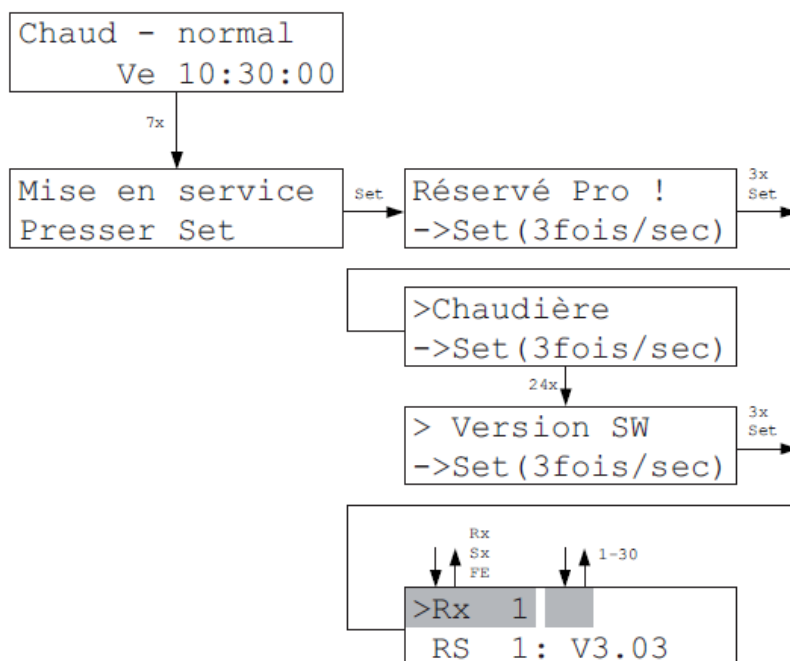 Chaud - normal
Ve 10:30:00
7x
Mise en service
Presser Set
Set
Réservé Pro !
->Set(3fois/sec)
3x
Set
>Chaudière
->Set(3fois/sec)
24x
> Version SW
->Set(3fois/sec)
3x
Set
Rx
Sx
FE
1-30
>Rx 1
RS 1: V3.03